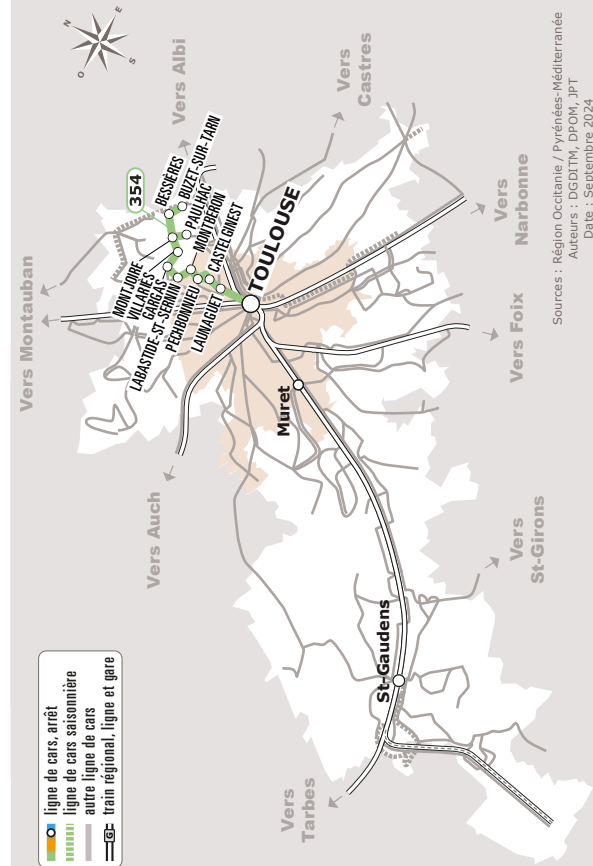 ligne de cars, arrêt
ligne de cars saisonnière
autre ligne de cars
G
train régional, ligne et gare
N
E
S
O
Vers Montauban
Vers Albi
Vers
Castres
354
BESSIÈRES
BUZET-SUR-TARN
PAULHAC
MONTBERON
CASTELGINEST
MONTJOIRE
VILLARIÈS
GARGAS
LABASTIDE-ST-SERNIN
PECHBONNIEU
LAUNAGUET
TOULOUSE
Vers Auch
Muret
Vers
Narbonne
Vers Foix
St-Gaudens
Vers
St-Girons
Vers
Tarbes
Sources : Région Occitanie / Pyrénées-Méditerranée
Auteurs : DGDITM, DPOM, JPT
Date : Septembre 2024